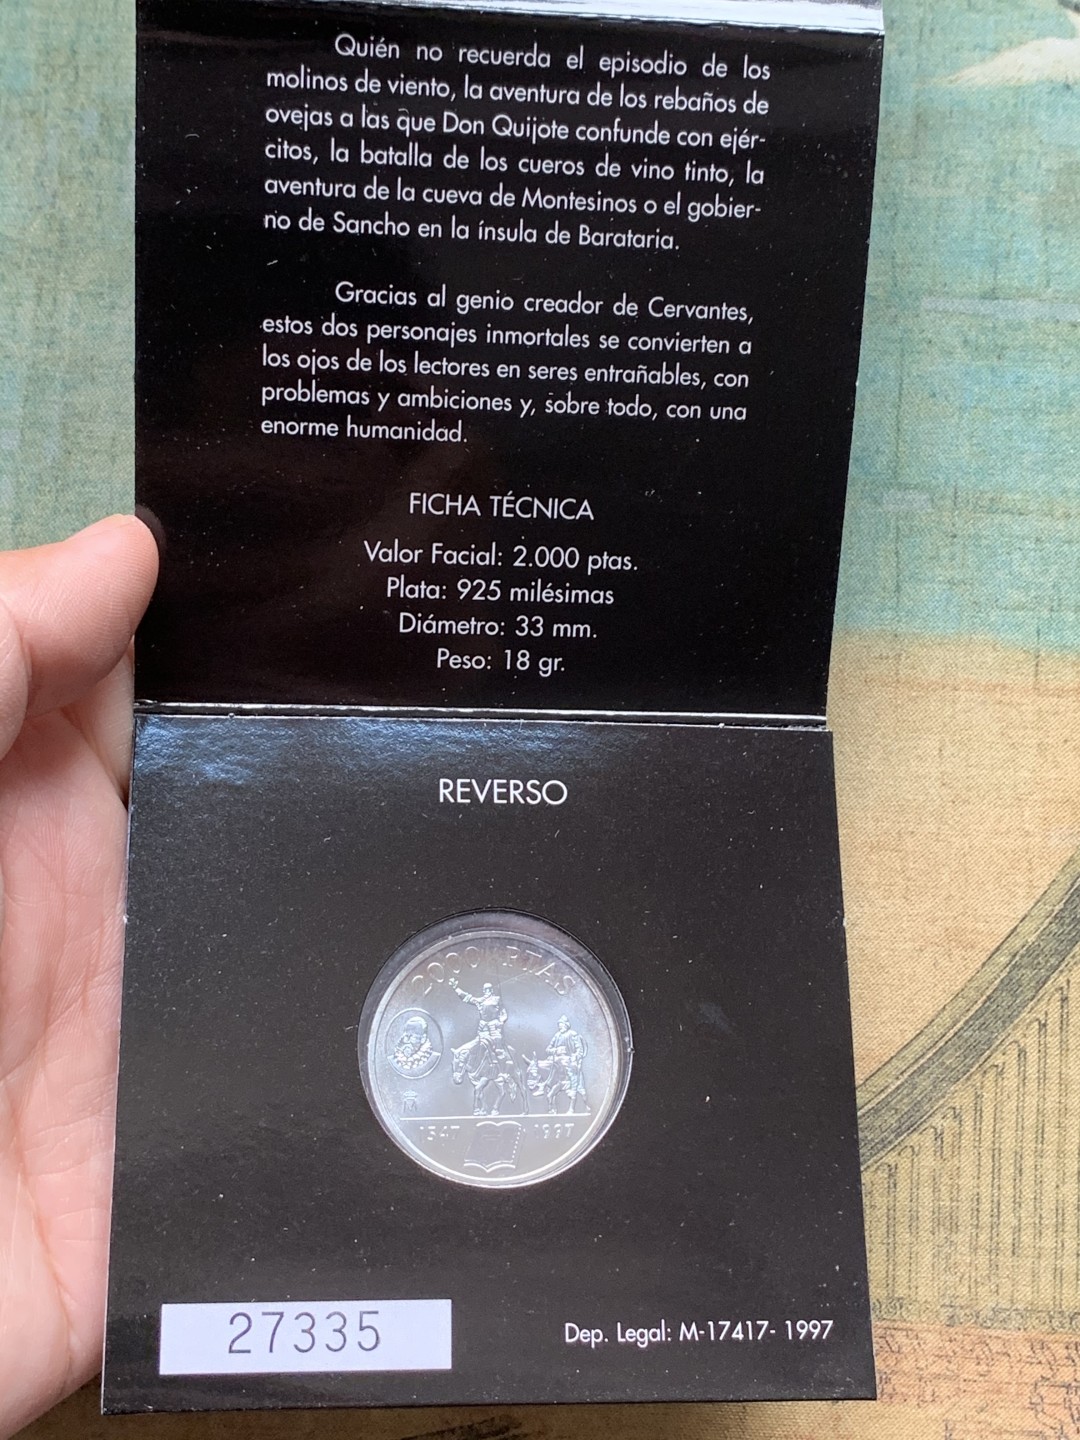 Quién no recuerda el episodio de los
molinos de viento, la aventura de los rebaños de
ovejas a las que Don Quijote confunde con ejér-
citos, la batalla de los cueros de vino tinto, la
aventura de la cueva de Montesinos o el gobier-
no de Sancho en la ínsula de Barataria.
Gracias al genio creador de Cervantes,
estos dos personajes inmortales se convierten a
los ojos de los lectores en seres entrañables, con
problemas y ambiciones y, sobre todo, con una
enorme humanidad.
FICHA TÉCNICA
Valor Facial: 2.000 ptas.
Plata: 925 milésimas
Diámetro: 33 mm.
Peso: 18 gr.
REVERSO
2000 PTAS
M
1547 1997
27335
Dep. Legal: M-17417- 1997